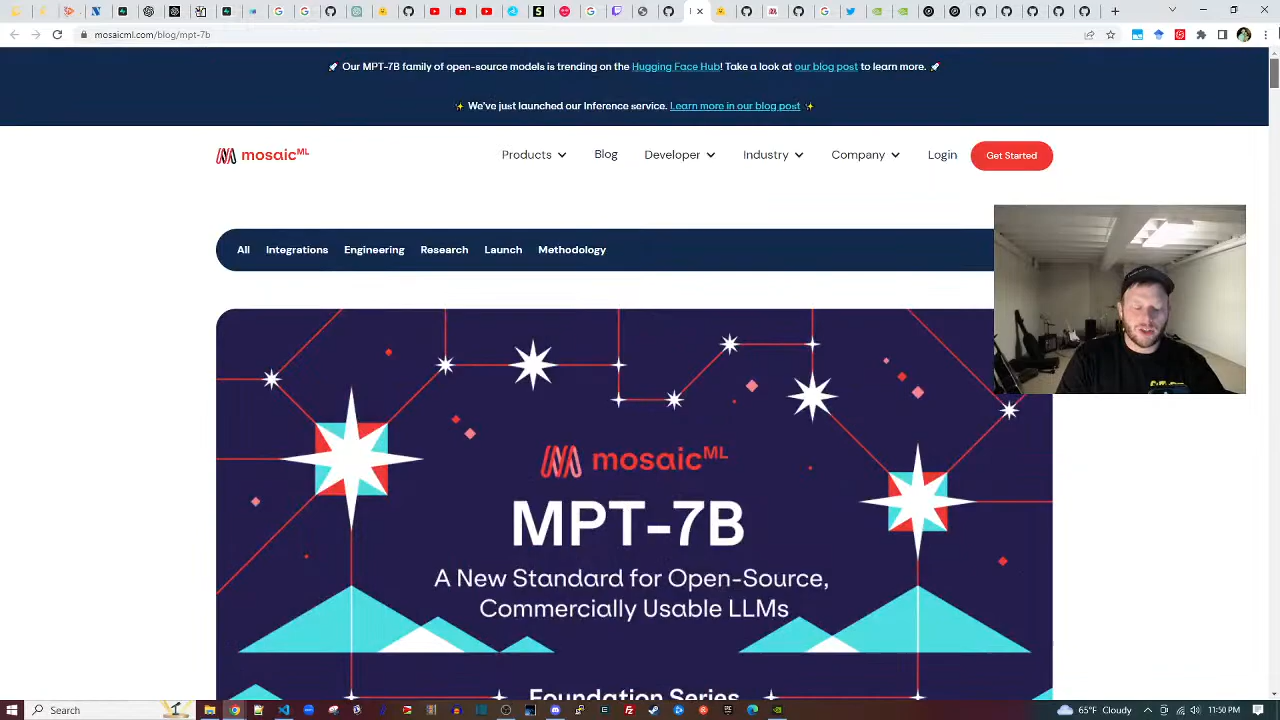 mosaicml.com/blog/mpt-7b
🚀 Our MPT-7B family of open-source models is trending on the Hugging Face Hub! Take a look at our blog post to learn more. 🚀
✨ We've just launched our Inference service. Learn more in our blog post ✨
mosaicML
Products
Blog
Developer
Industry
Company
Login
Get Started
All
Integrations
Engineering
Research
Launch
Methodology
mosaicML
MPT-7B
A New Standard for Open-Source,
Commercially Usable LLMs
Foundation Series
Search
65°F Cloudy
11:50 PM